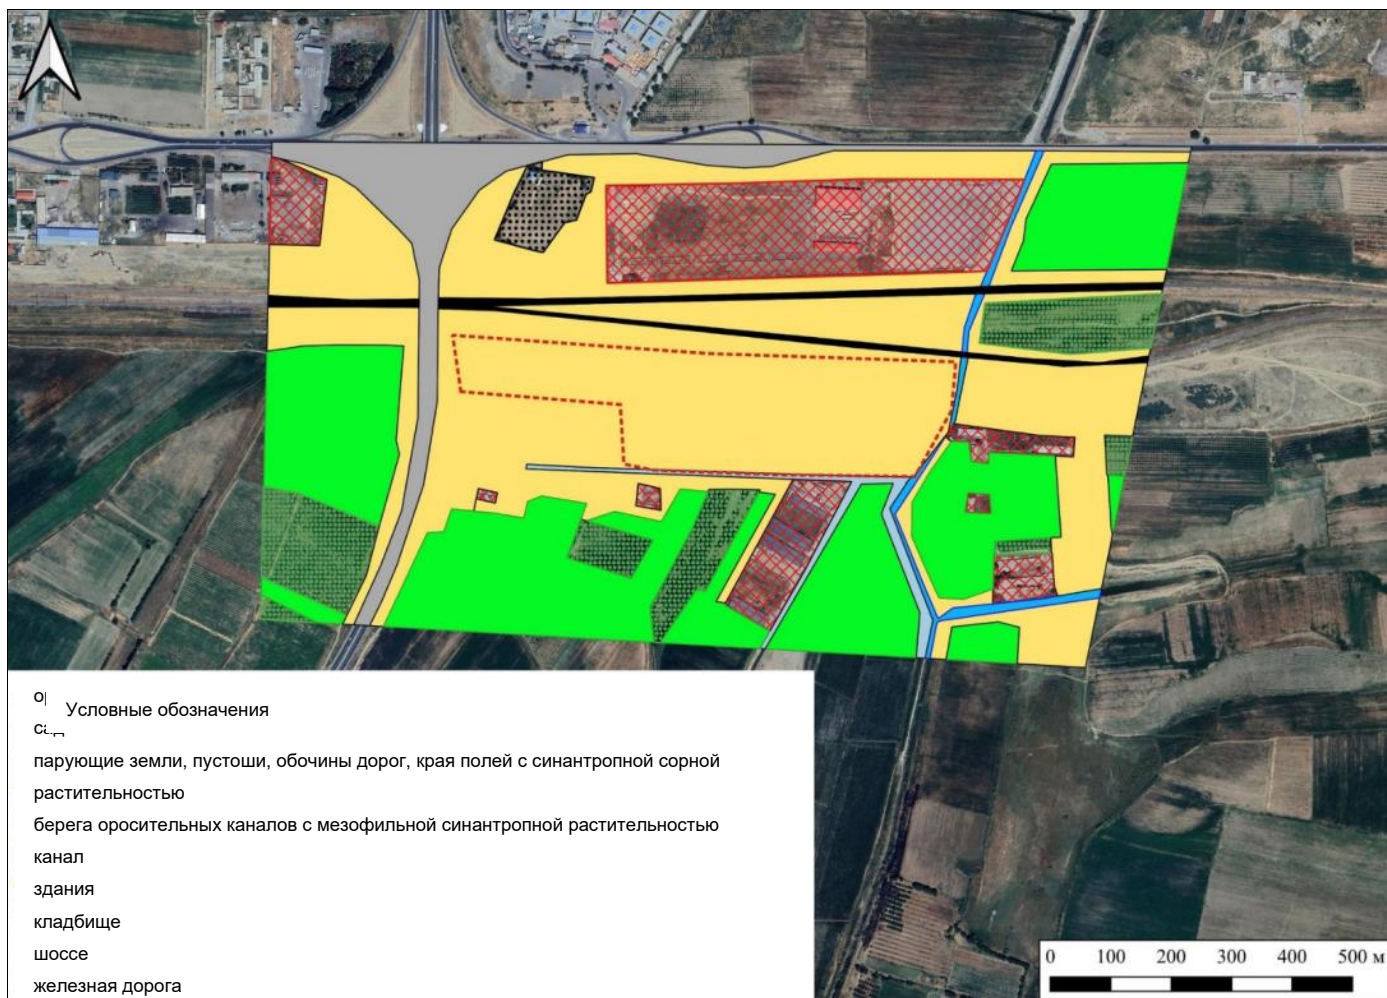 Условные обозначения
парующие земли, пустоши, обочины дорог, края полей с синантропной сорной
растительностью
берега оросительных каналов с мезофильной синантропной растительностью
канал
здания
кладбище
шоссе
железная дорога
0 100 200 300 400 500 м